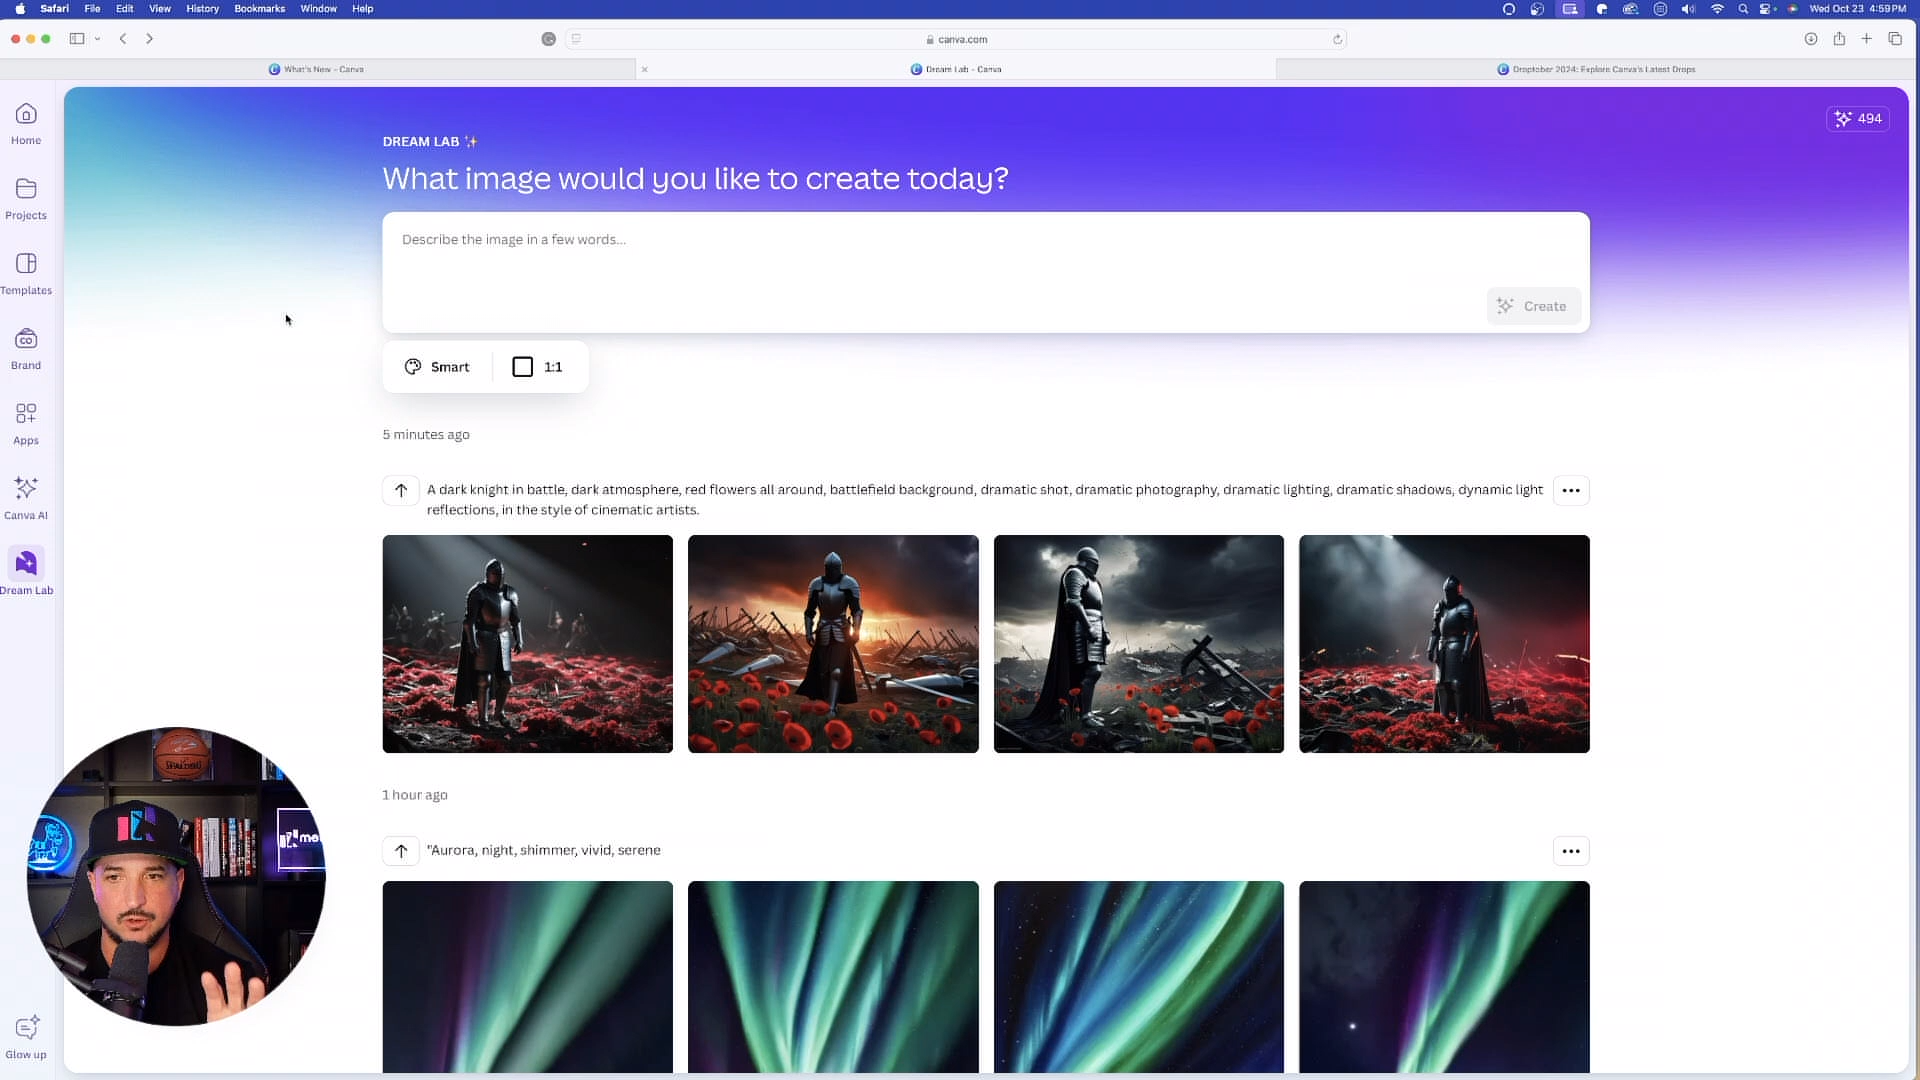 Safari File Edit View History Bookmarks Window Help Wed Oct 23 4:59 PM
canva.com
What's New - Canva
Dream Lab - Canva
Droptober 2024: Explore Canva's Latest Drops
Home
Projects
Templates
Brand
Apps
Canva AI
Dream Lab
Glow up
494
DREAM LAB
What image would you like to create today?
Describe the image in a few words...
Create
Smart
1:1
5 minutes ago
A dark knight in battle, dark atmosphere, red flowers all around, battlefield background, dramatic shot, dramatic photography, dramatic lighting, dramatic shadows, dynamic light
reflections, in the style of cinematic artists.
1 hour ago
"Aurora, night, shimmer, vivid, serene
SPALDING